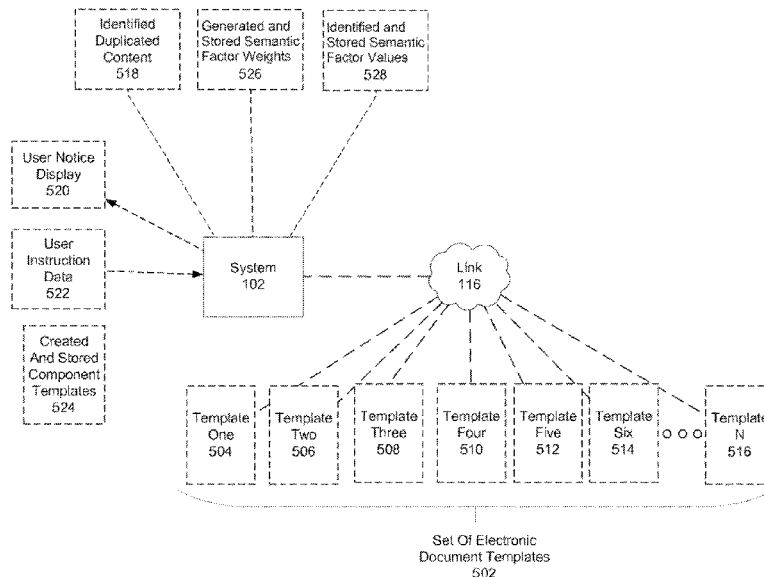 Identified
Duplicated
Content
518
Generated and
Stored Semantic
Factor Weights
526
Identified and
Stored Semantic
Factor Values
528
User Notice
Display
520
User
Instruction
Data
522
Created
And Stored
Component
Templates
524
System
102
Link
116
Template
One
504
Template
Two
506
Template
Three
508
Template
Four
510
Template
Five
512
Template
Six
514
Template
N
516
Set Of Electronic
Document Templates
502